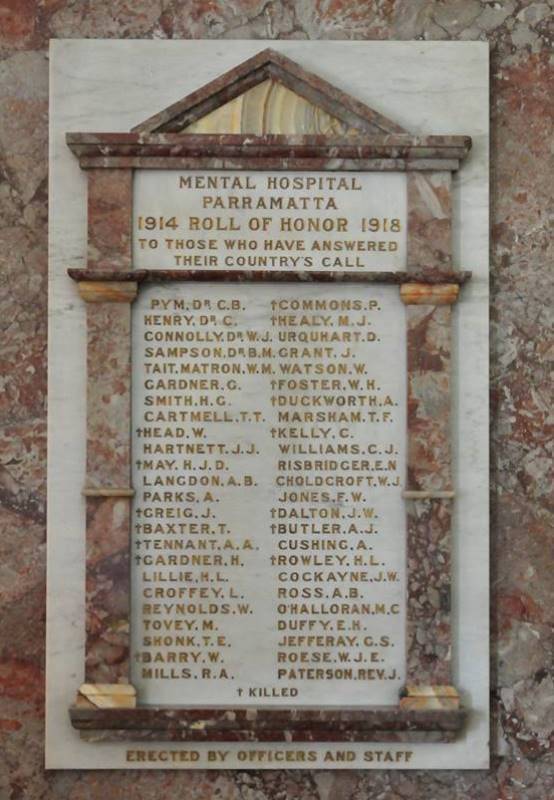 MENTAL HOSPITAL
PARRAMATTA
1914 ROLL OF HONOR 1918
TO THOSE WHO HAVE ANSWERED
THEIR COUNTRY'S CALL
PYM, DR C.B.
HENRY, DR C.
CONNOLLY, DR W.J.
SAMPSON, DR B.M.
TAIT, MATRON, W.M.
GARDNER, G.
SMITH, H.G.
CARTMELL, T.T.
†HEAD, W.
HARTNETT, J.J.
†MAY, H.J.D.
LANGDON, A.B.
PARKS, A.
†GREIG, J.
†BAXTER, T.
†TENNANT, A.A.
†GARDNER, H.
LILLIE, H.L.
CROFFEY, L.
REYNOLDS, W.
TOVEY, M.
SHONK, T.E.
†BARRY, W.
MILLS, R.A.
†COMMONS, P.
†HEALY, M.J.
URQUHART, D.
GRANT, J.
WATSON, W.
†FOSTER, W.H.
†DUCKWORTH, A.
MARSHAM, T.F.
†KELLY, C.
WILLIAMS, C.J.
RISBRIDGER, E.N
CHOLDCROFT, W.J.
JONES, F.W.
†DALTON, J.W.
†BUTLER, A.J.
CUSHING, A.
†ROWLEY, H.L.
COCKAYNE, J.W.
ROSS, A.B.
O'HALLORAN, M.C
DUFFY, E.H.
JEFFERAY, G.S.
ROESE, W.J.E.
PATERSON, REV. J.
† KILLED
ERECTED BY OFFICERS AND STAFF